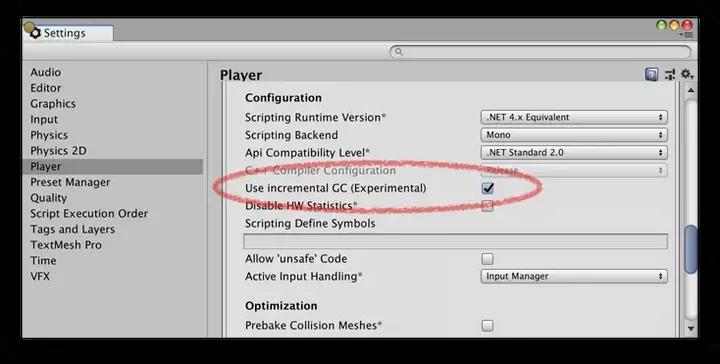 Settings
Audio
Editor
Graphics
Input
Physics
Physics 2D
Player
Preset Manager
Quality
Script Execution Order
Tags and Layers
TextMesh Pro
Time
VFX
Player
Configuration
Scripting Runtime Version* .NET 4.x Equivalent
Scripting Backend Mono
Api Compatibility Level* .NET Standard 2.0
C++ Compiler Configuration Release
Use incremental GC (Experimental)
Disable HW Statistics*
Scripting Define Symbols
Allow 'unsafe' Code
Active Input Handling* Input Manager
Optimization
Prebake Collision Meshes*